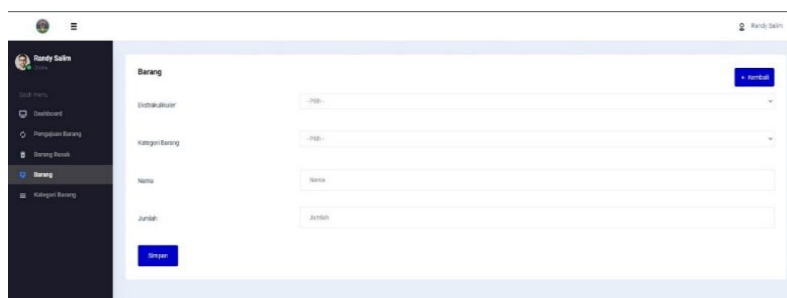 Randy Salim
Randy Salim
Online
Dashboard
Pengajuan Barang
Barang Rusak
Barang
Kategori Barang
Barang
Kembali
Ekstrakulikuler
- Pilih -
Kategori Barang
- Pilih -
Nama
Nama
Jumlah
Jumlah
Simpan